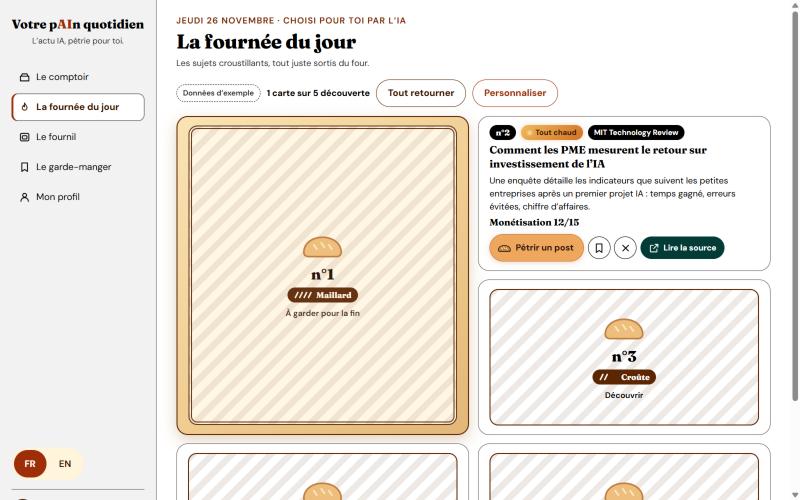 Votre pAIn quotidien
L'actu IA, pétrie pour toi.
Le comptoir
La fournée du jour
Le fournil
Le garde-manger
Mon profil
FR EN
JEUDI 26 NOVEMBRE · CHOISI POUR TOI PAR L'IA
La fournée du jour
Les sujets croustillants, tout juste sortis du four.
Données d'exemple 1 carte sur 5 découverte Tout retourner Personnaliser
n°1
//// Maillard
À garder pour la fin
n°2 Tout chaud MIT Technology Review
Comment les PME mesurent le retour sur
investissement de l'IA
Une enquête détaille les indicateurs que suivent les petites
entreprises après un premier projet IA : temps gagné, erreurs
évitées, chiffre d'affaires.
Monétisation 12/15
Pétrir un post Lire la source
n°3
// Croûte
Découvrir